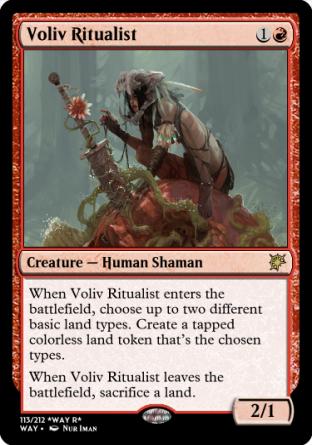 Voliv Ritualist 1
Creature — Human Shaman
When Voliv Ritualist enters the
battlefield, choose up to two different
basic land types. Create a tapped
colorless land token that's the chosen
types.
When Voliv Ritualist leaves the
battlefield, sacrifice a land.
2/1
113/212 *WAY R*
WAY • Nur Iman